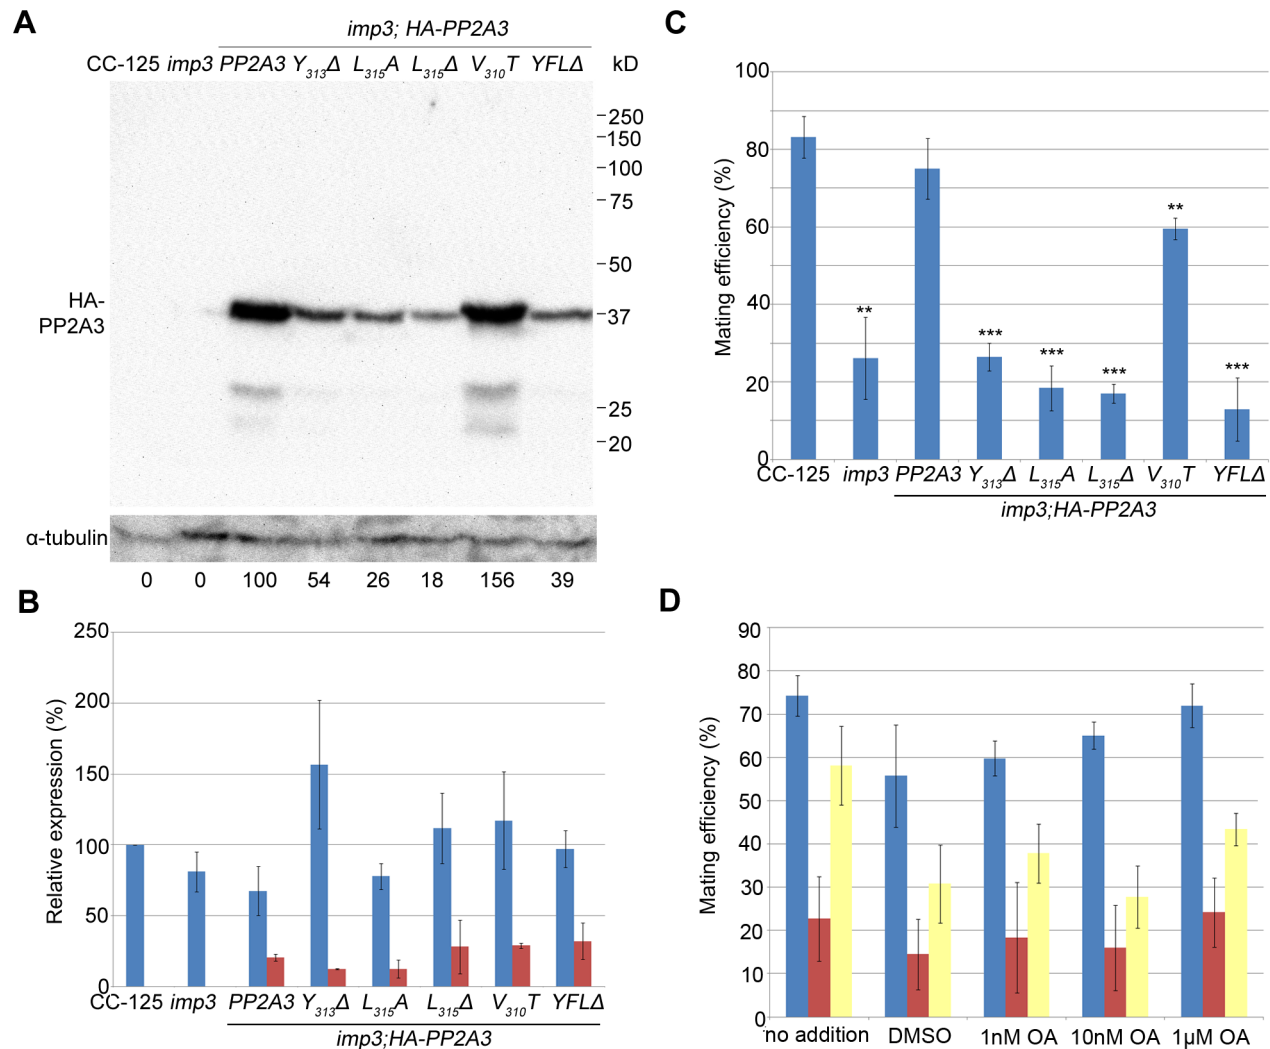 A
imp3; HA-PP2A3
CC-125 imp3 PP2A3 Y313Δ L315A L315Δ V310T YFLΔ kD
250
150
100
75
50
HA-
PP2A3
37
25
20
α-tubulin
0 0 100 54 26 18 156 39
B
250
200
150
100
50
0
Relative expression (%)
CC-125 imp3 PP2A3 Y313Δ L315A L315Δ V310T YFLΔ
imp3;HA-PP2A3
C
100
80
60
40
20
0
Mating efficiency (%)
** *** *** *** ** ***
CC-125 imp3 PP2A3 Y313Δ L315A L315Δ V310T YFLΔ
imp3;HA-PP2A3
D
90
80
70
60
50
40
30
20
10
0
Mating efficiency (%)
no addition DMSO 1nM OA 10nM OA 1µM OA